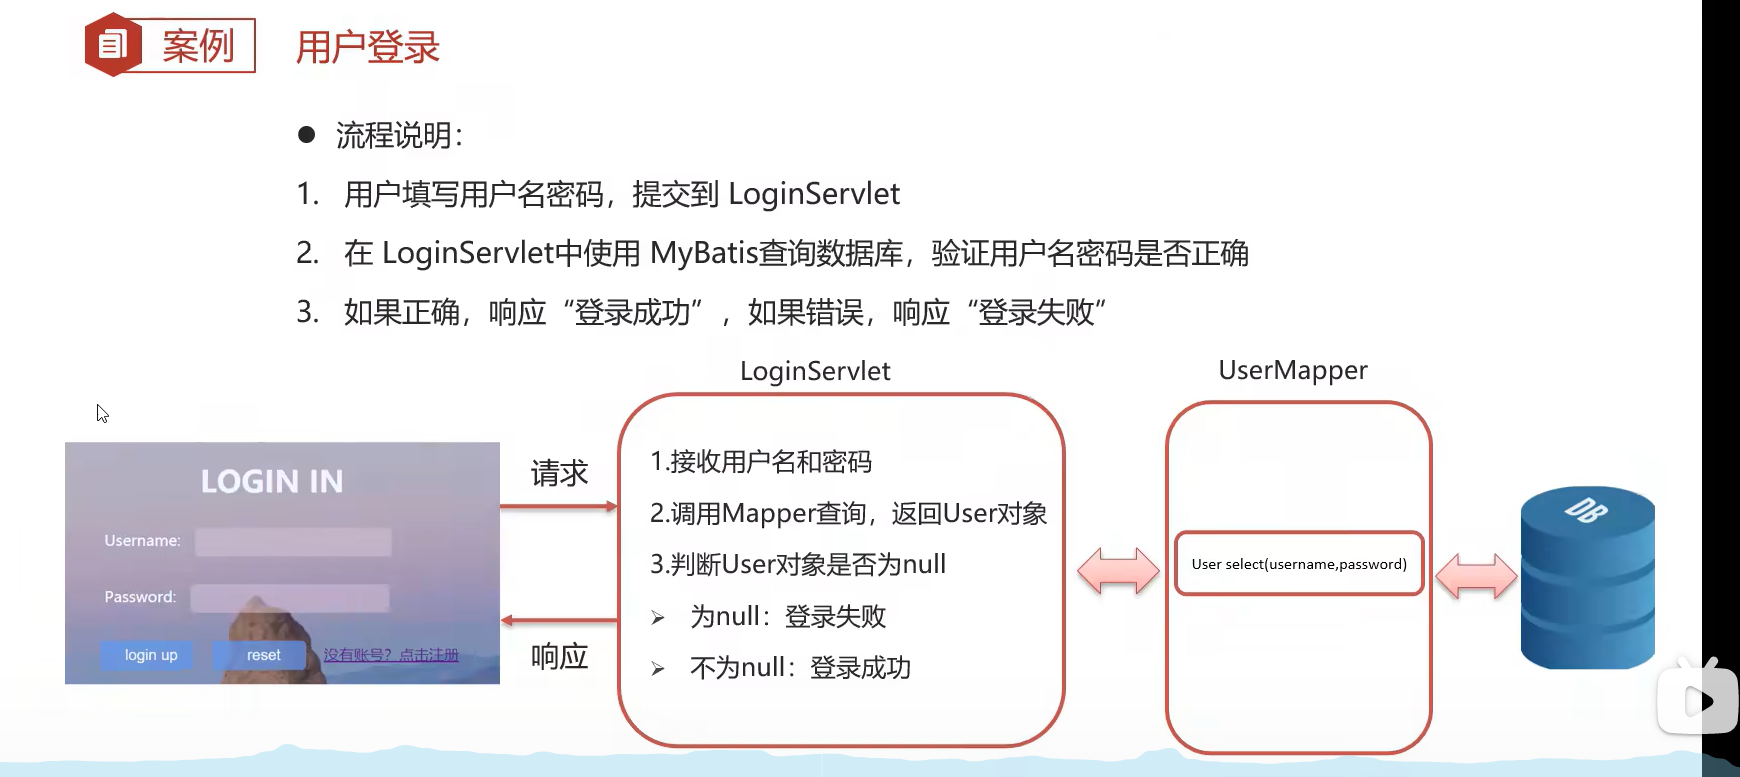 案例
用户登录
● 流程说明：
1. 用户填写用户名密码，提交到 LoginServlet
2. 在 LoginServlet中使用 MyBatis查询数据库，验证用户名密码是否正确
3. 如果正确，响应“登录成功”，如果错误，响应“登录失败”
LoginServlet
UserMapper
LOGIN IN
Username:
Password:
login up
reset
没有账号？点击注册
请求
响应
1.接收用户名和密码
2.调用Mapper查询，返回User对象
3.判断User对象是否为null
➢ 为null：登录失败
➢ 不为null：登录成功
User select(username,password)
DB